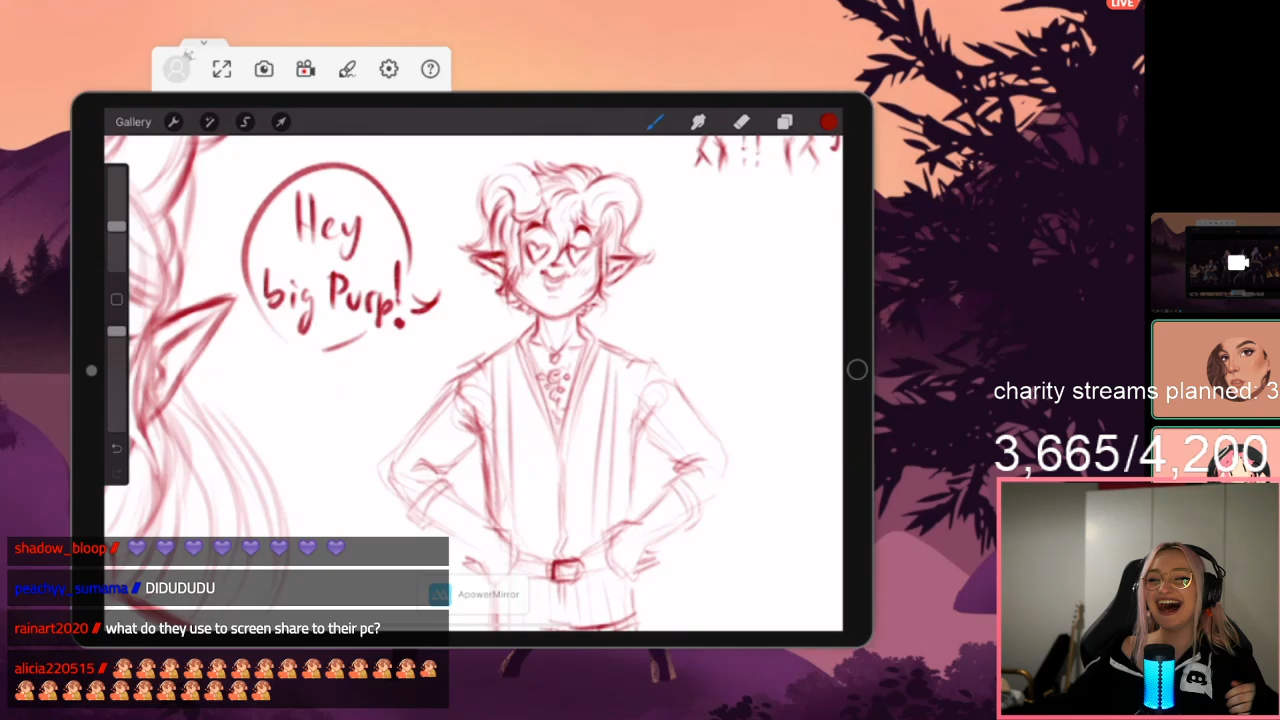 LIVE
Gallery
Hey
big Purp!
charity streams planned: 3
3,665/4,200
shadow_bloop //
peachyy_sumama // DIDUDUDU
ApowerMirror
rainart2020 // what do they use to screen share to their pc?
alicia220515 //